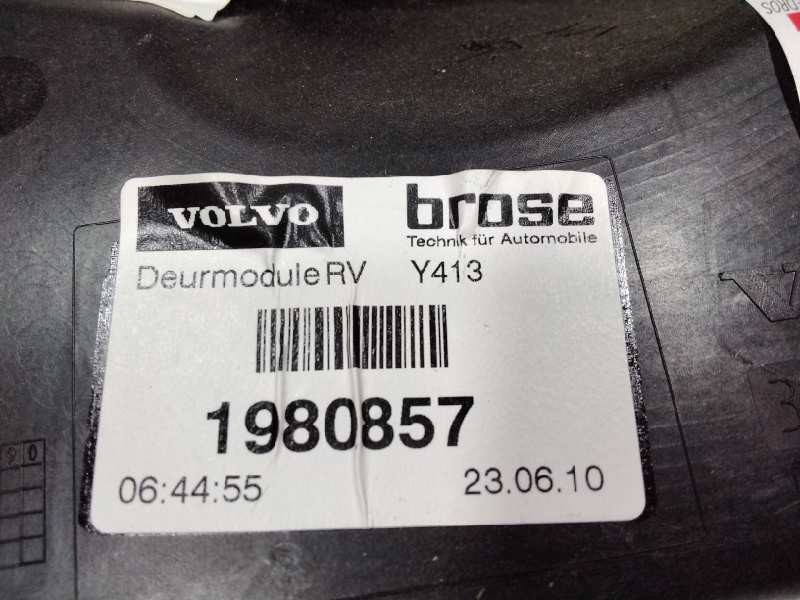 VOLVO brose
Technik für Automobile
Deurmodule RV Y413
1980857
06:44:55 23.06.10